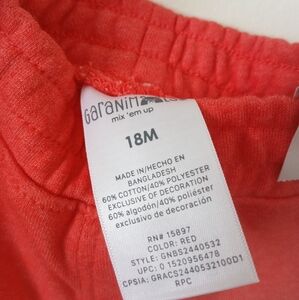 Garanimals
mix 'em up
18M
MADE IN/HECHO EN
BANGLADESH
60% COTTON/40% POLYESTER
EXCLUSIVE OF DECORATION
60% algodón/40% poliéster
exclusivo de decoración
RN# 15897
COLOR: RED
STYLE: GNBS2440532
UPC: 0 1520956478
CPSIA: GRACS2440532100D1
RPC